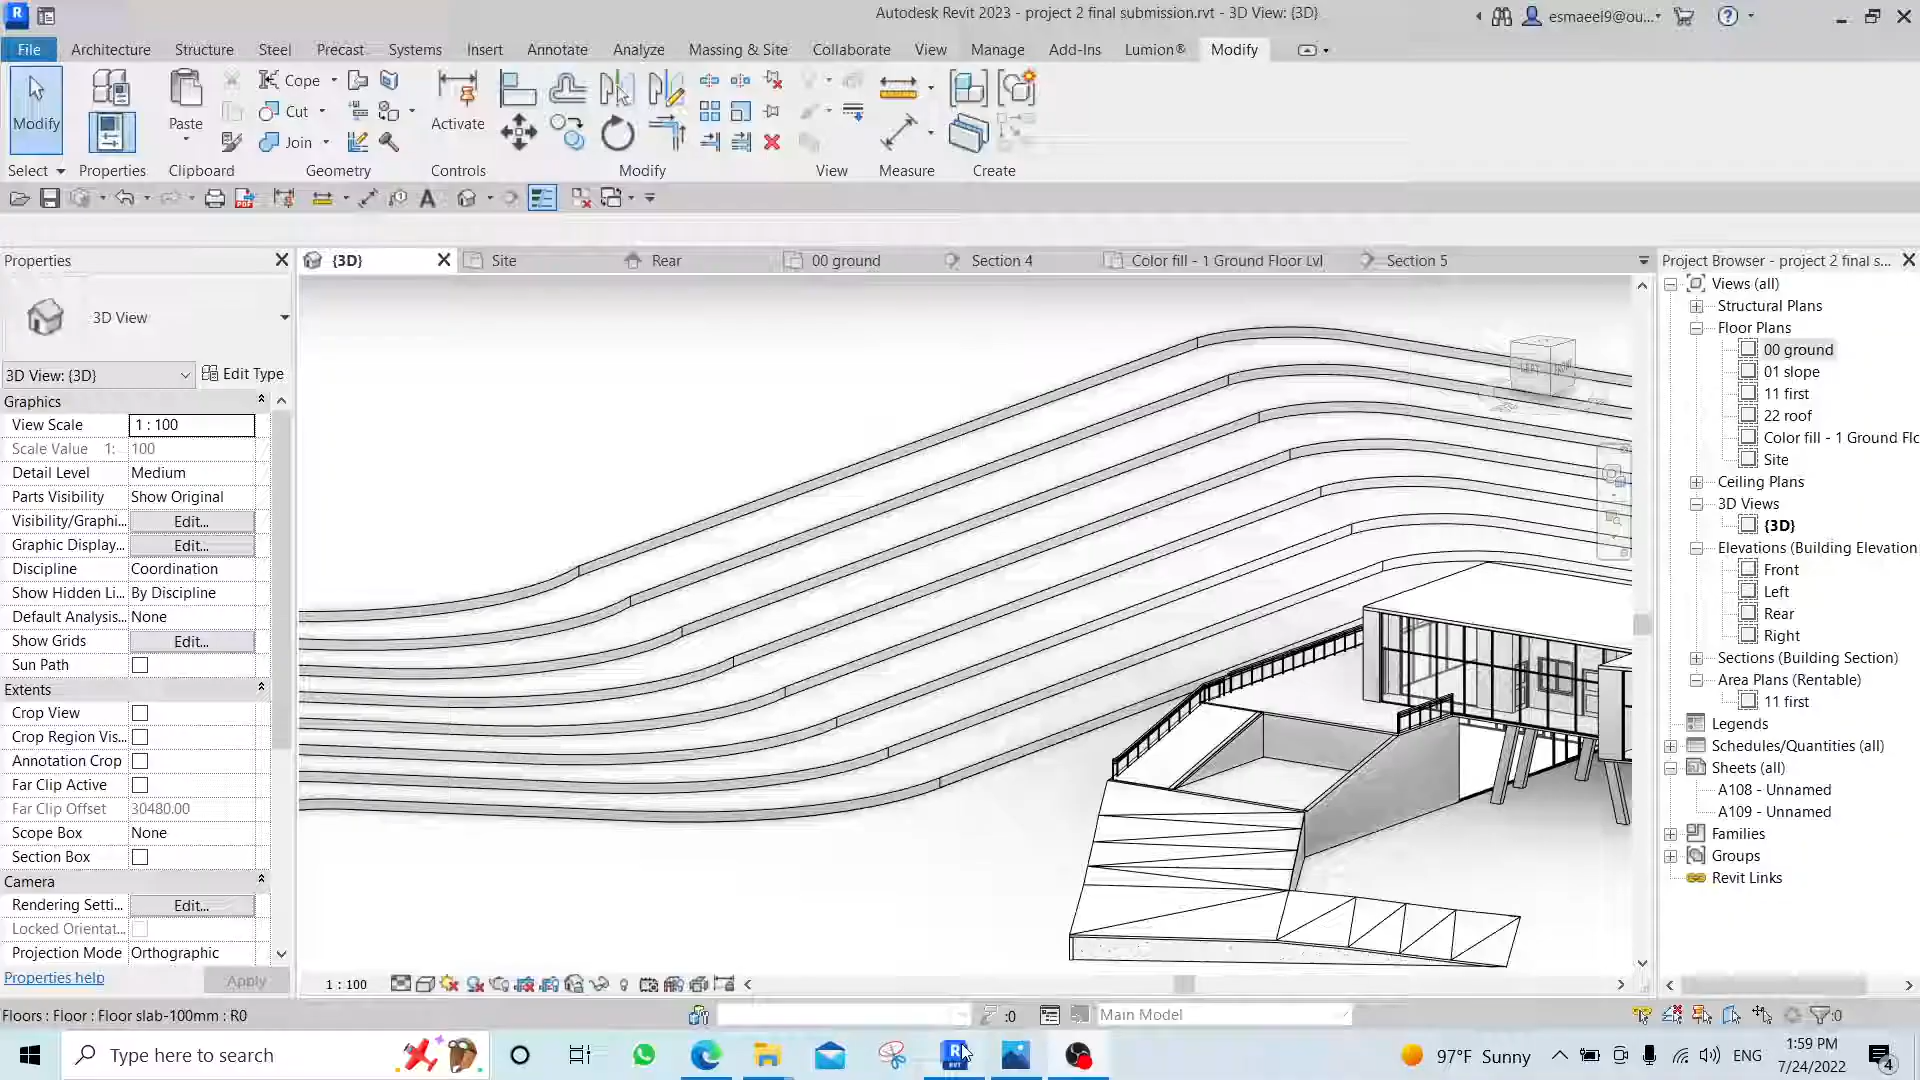 Autodesk Revit 2023 - project 2 final submission.rvt - 3D View: {3D}
esmaeel9@ou...
File Architecture Structure Steel Precast Systems Insert Annotate Analyze Massing & Site Collaborate View Manage Add-Ins Lumion® Modify
Modify
Paste
Cope
Cut
Join
Activate
Select Properties Clipboard Geometry Controls Modify View Measure Create
Properties
{3D} Site Rear 00 ground Section 4 Color fill - 1 Ground Floor Lvl Section 5
Project Browser - project 2 final s...
3D View
3D View: {3D} Edit Type
Graphics
View Scale 1 : 100
Scale Value 1: 100
Detail Level Medium
Parts Visibility Show Original
Visibility/Graphi... Edit...
Graphic Display... Edit...
Discipline Coordination
Show Hidden Li... By Discipline
Default Analysis... None
Show Grids Edit...
Sun Path
Extents
Crop View
Crop Region Vis...
Annotation Crop
Far Clip Active
Far Clip Offset 30480.00
Scope Box None
Section Box
Camera
Rendering Setti... Edit...
Locked Orientat...
Projection Mode Orthographic
Properties help Apply
Views (all)
Structural Plans
Floor Plans
00 ground
01 slope
11 first
22 roof
Color fill - 1 Ground Flc
Site
Ceiling Plans
3D Views
{3D}
Elevations (Building Elevation
Front
Left
Rear
Right
Sections (Building Section)
Area Plans (Rentable)
11 first
Legends
Schedules/Quantities (all)
Sheets (all)
A108 - Unnamed
A109 - Unnamed
Families
Groups
Revit Links
1 : 100
Floors : Floor : Floor slab-100mm : R0
:0
Main Model
:0
Type here to search
97°F Sunny
ENG
1:59 PM
7/24/2022
4